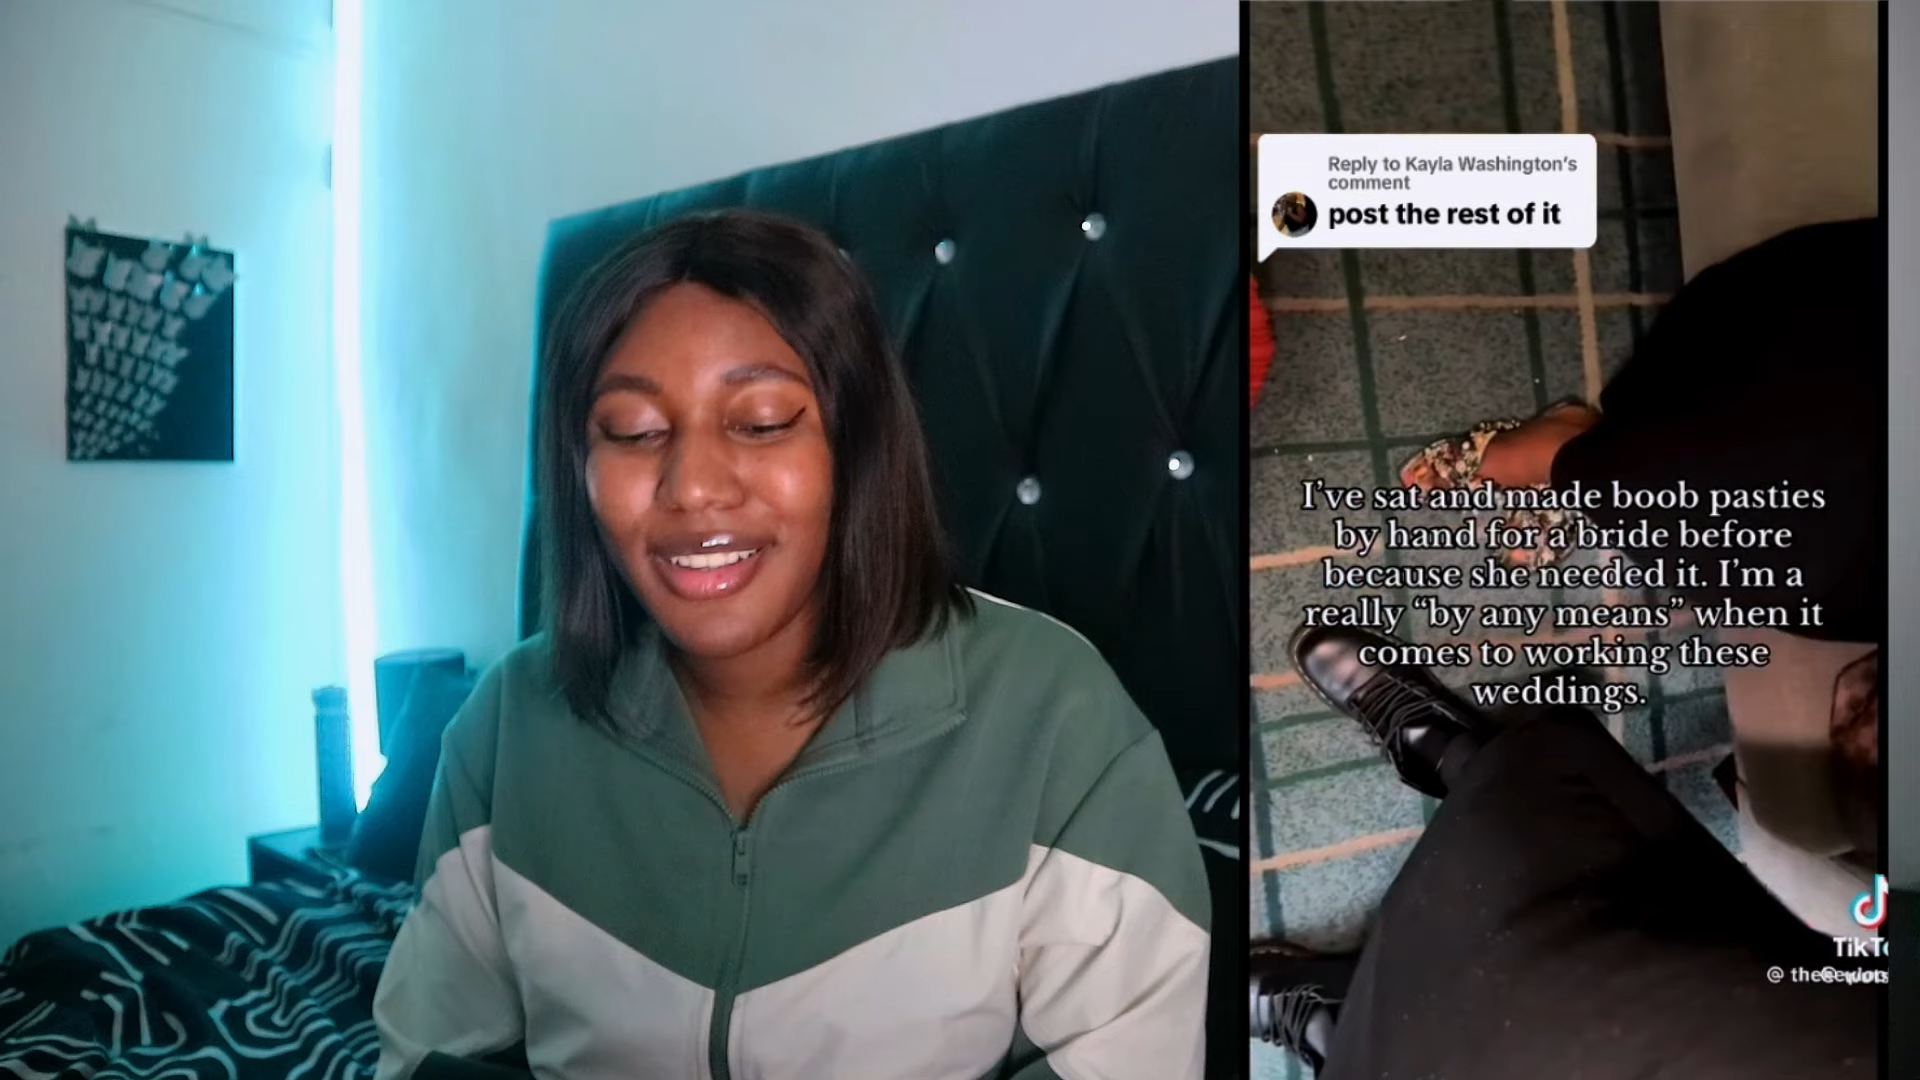 Reply to Kayla Washington's
comment
post the rest of it
I've sat and made boob pasties
by hand for a bride before
because she needed it. I'm a
really “by any means” when it
comes to working these
weddings.